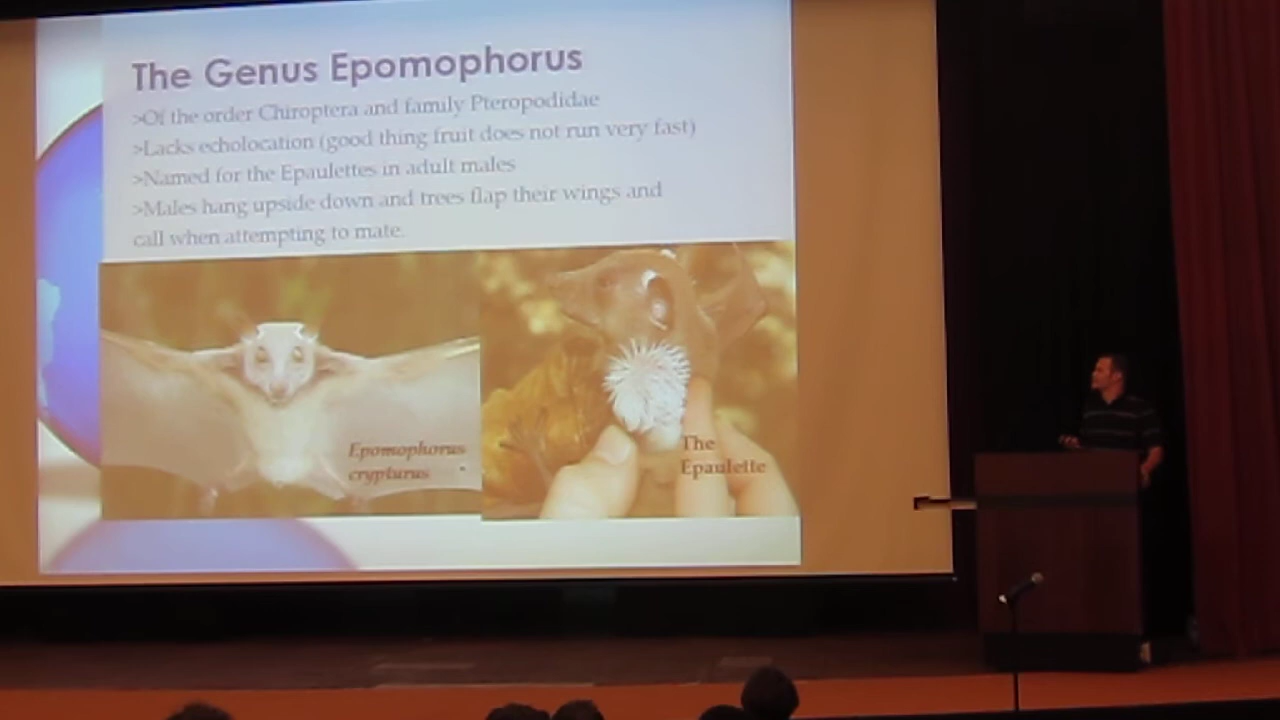 The Genus Epomophorus
>Of the order Chiroptera and family Pteropodidae
>Lacks echolocation (good thing fruit does not run very fast)
>Named for the Epaulettes in adult males
>Males hang upside down and trees flap their wings and
call when attempting to mate.
Epomophorus
crypturus
The
Epaulette